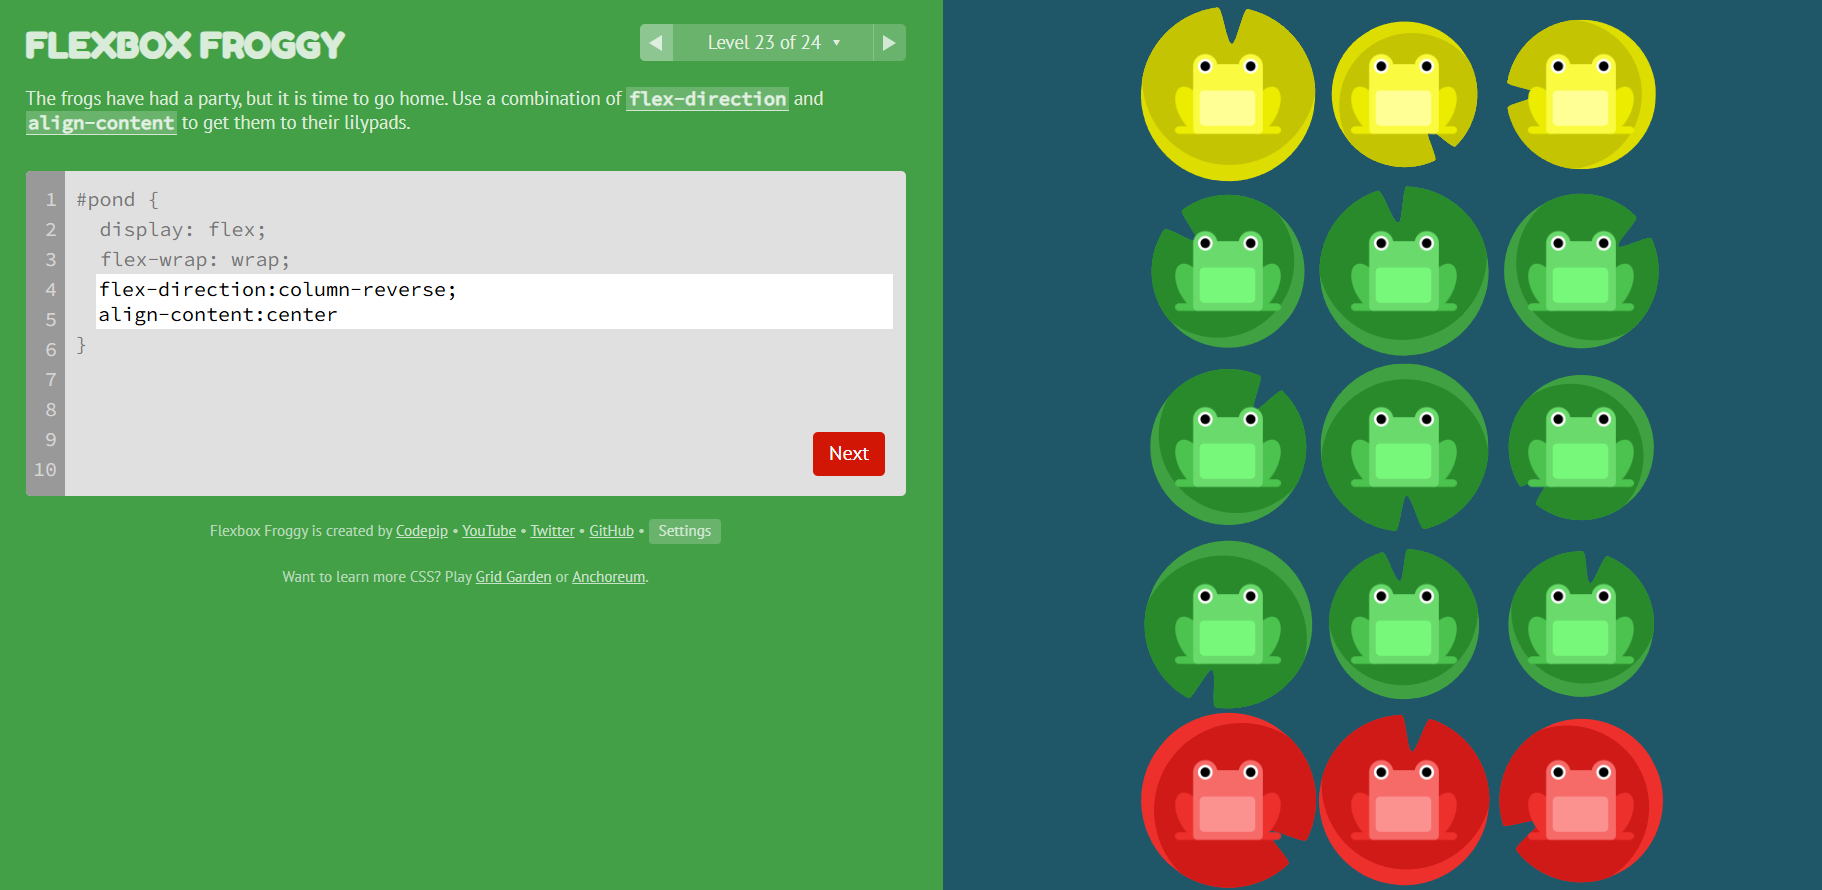 FLEXBOX FROGGY
◀ Level 23 of 24 ▾ ▶
The frogs have had a party, but it is time to go home. Use a combination of flex-direction and
align-content to get them to their lilypads.
1 #pond {
2 display: flex;
3 flex-wrap: wrap;
4 flex-direction:column-reverse;
5 align-content:center
6 }
7
8
9
10
Next
Flexbox Froggy is created by Codepip • YouTube • Twitter • GitHub • Settings
Want to learn more CSS? Play Grid Garden or Anchoreum.